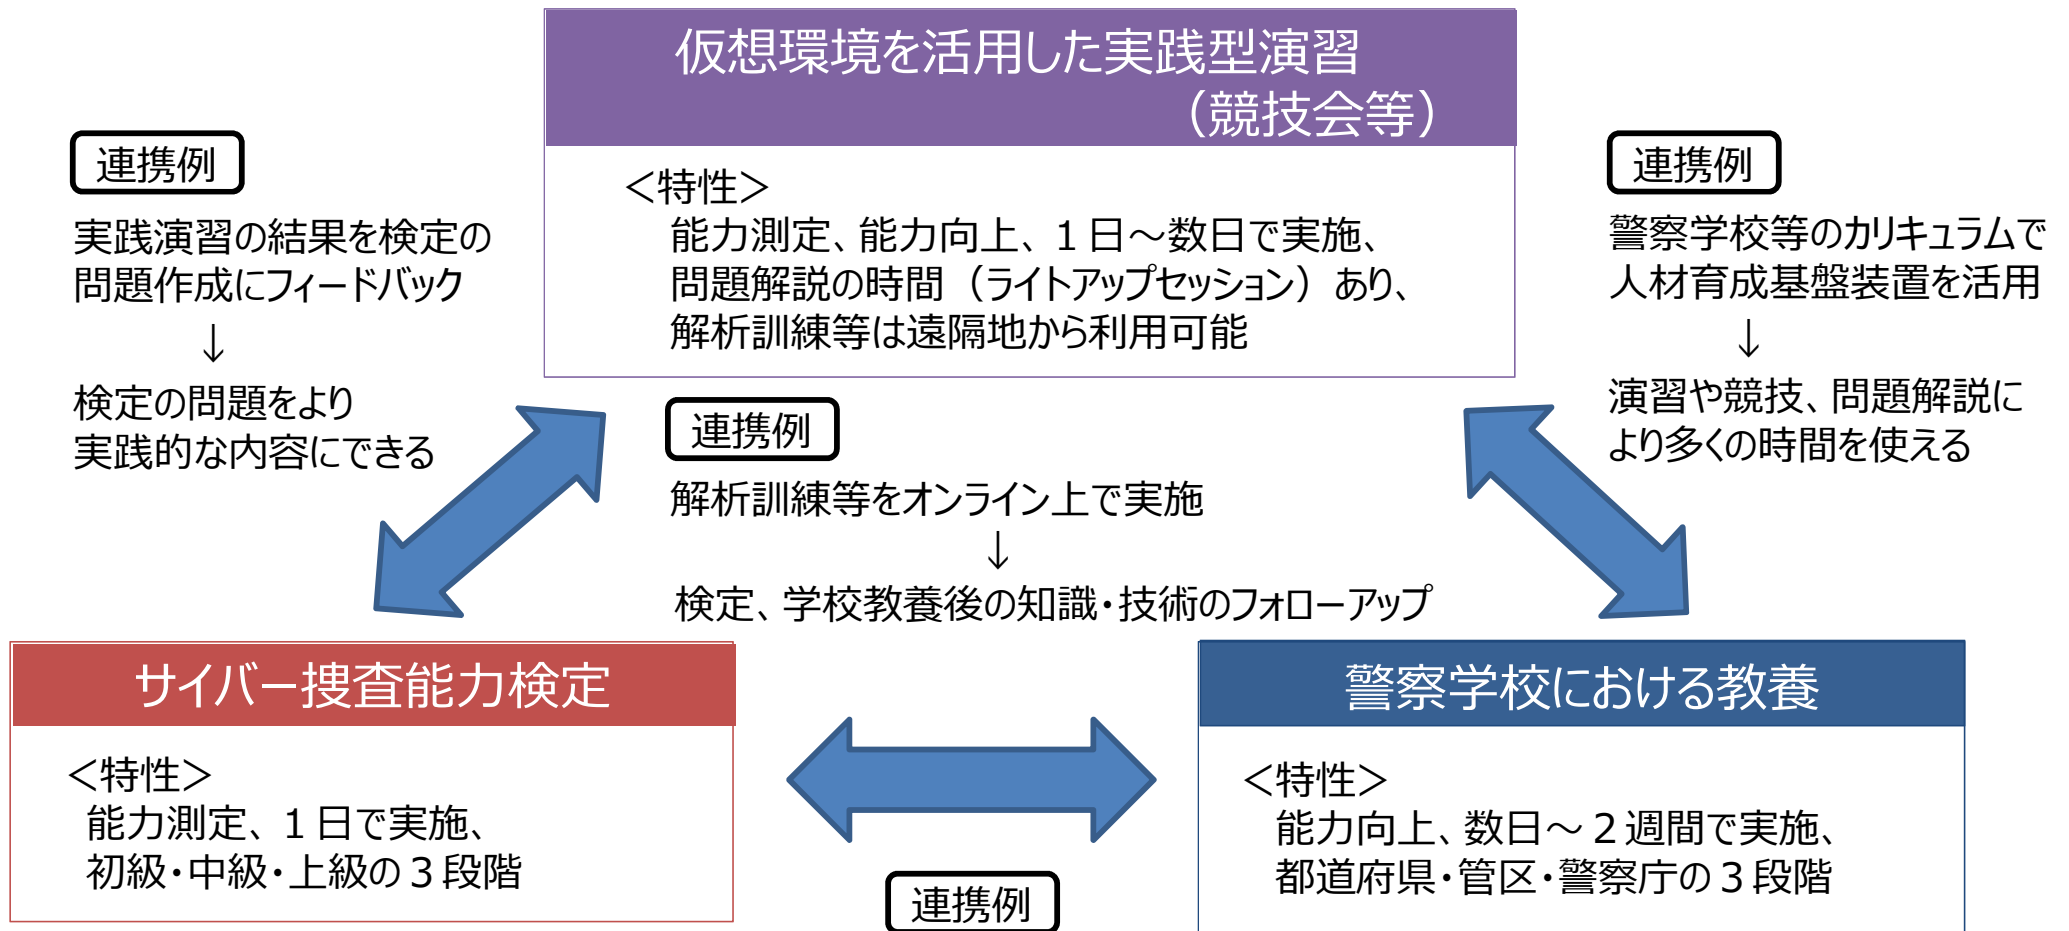 仮想環境を活用した実践型演習
（競技会等）
＜特性＞
能力測定、能力向上、１日～数日で実施、
問題解説の時間（ライトアップセッション）あり、
解析訓練等は遠隔地から利用可能
連携例
実践演習の結果を検定の
問題作成にフィードバック
↓
検定の問題をより
実践的な内容にできる
連携例
警察学校等のカリキュラムで
人材育成基盤装置を活用
↓
演習や競技、問題解説に
より多くの時間を使える
連携例
解析訓練等をオンライン上で実施
↓
検定、学校教養後の知識・技術のフォローアップ
サイバー捜査能力検定
＜特性＞
能力測定、１日で実施、
初級・中級・上級の３段階
警察学校における教養
＜特性＞
能力向上、数日～２週間で実施、
都道府県・管区・警察庁の３段階
連携例